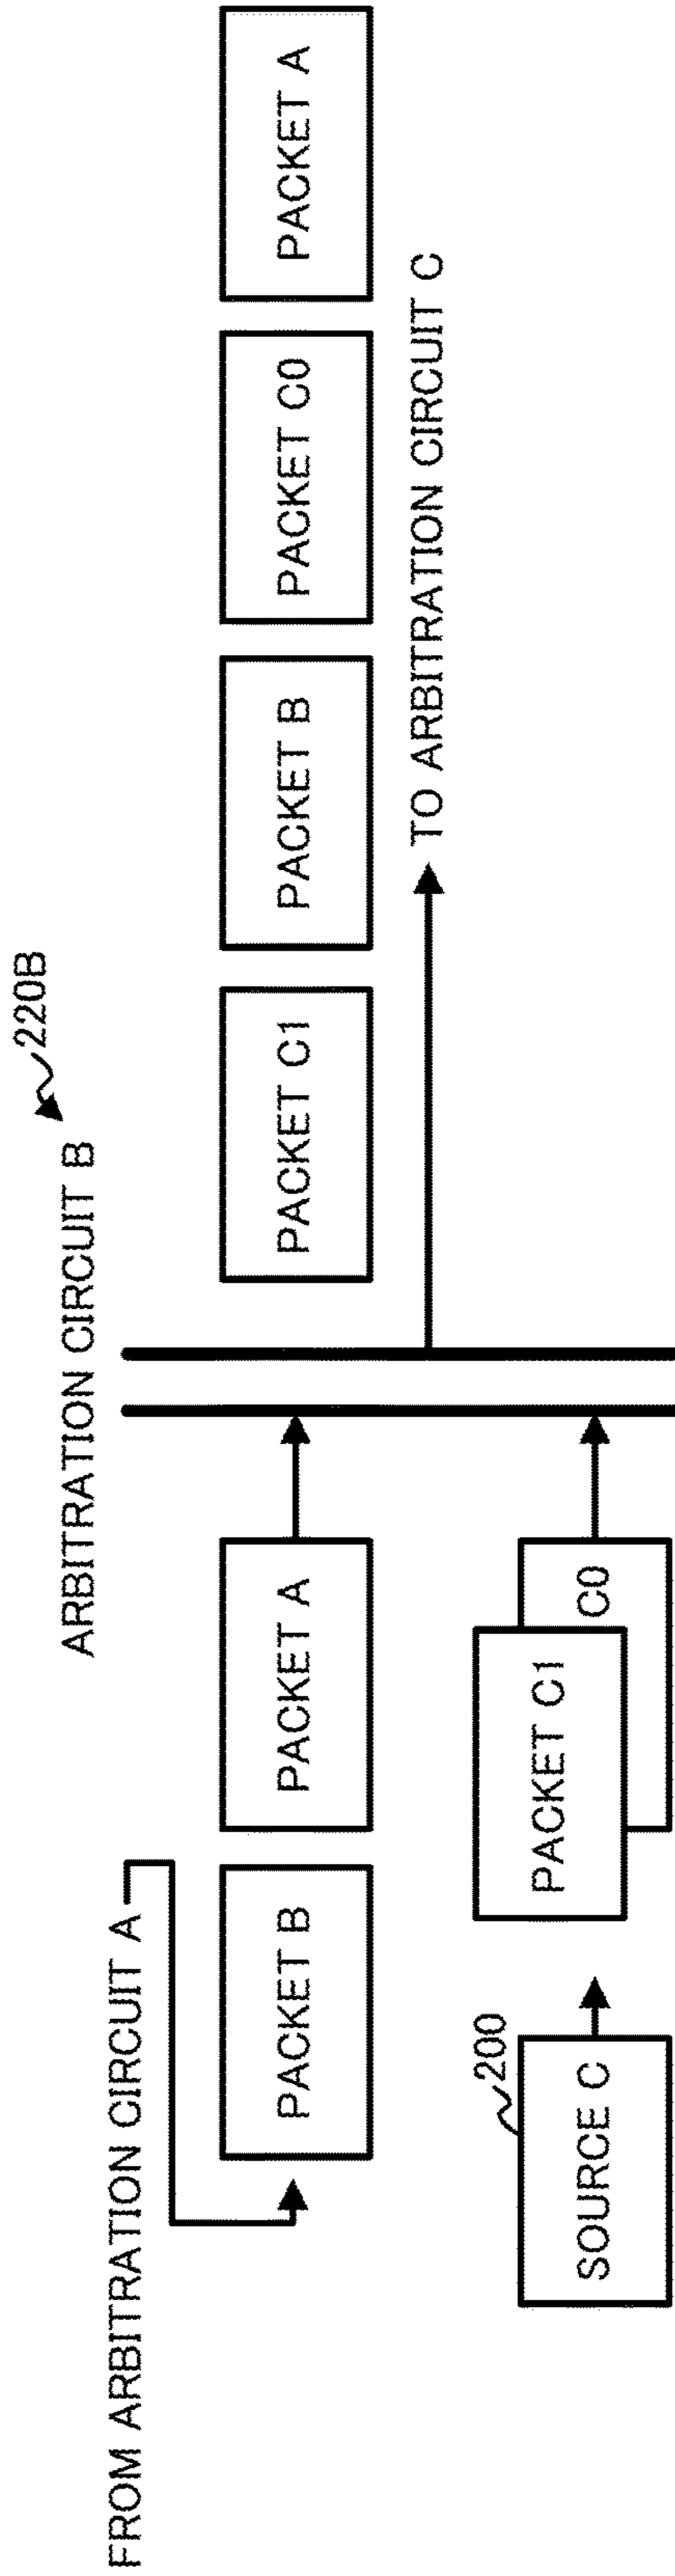 220B
ARBITRATION CIRCUIT B
FROM ARBITRATION CIRCUIT A
PACKET B
PACKET A
PACKET C1
PACKET B
PACKET C0
PACKET A
TO ARBITRATION CIRCUIT C
200
SOURCE C
PACKET C1
C0